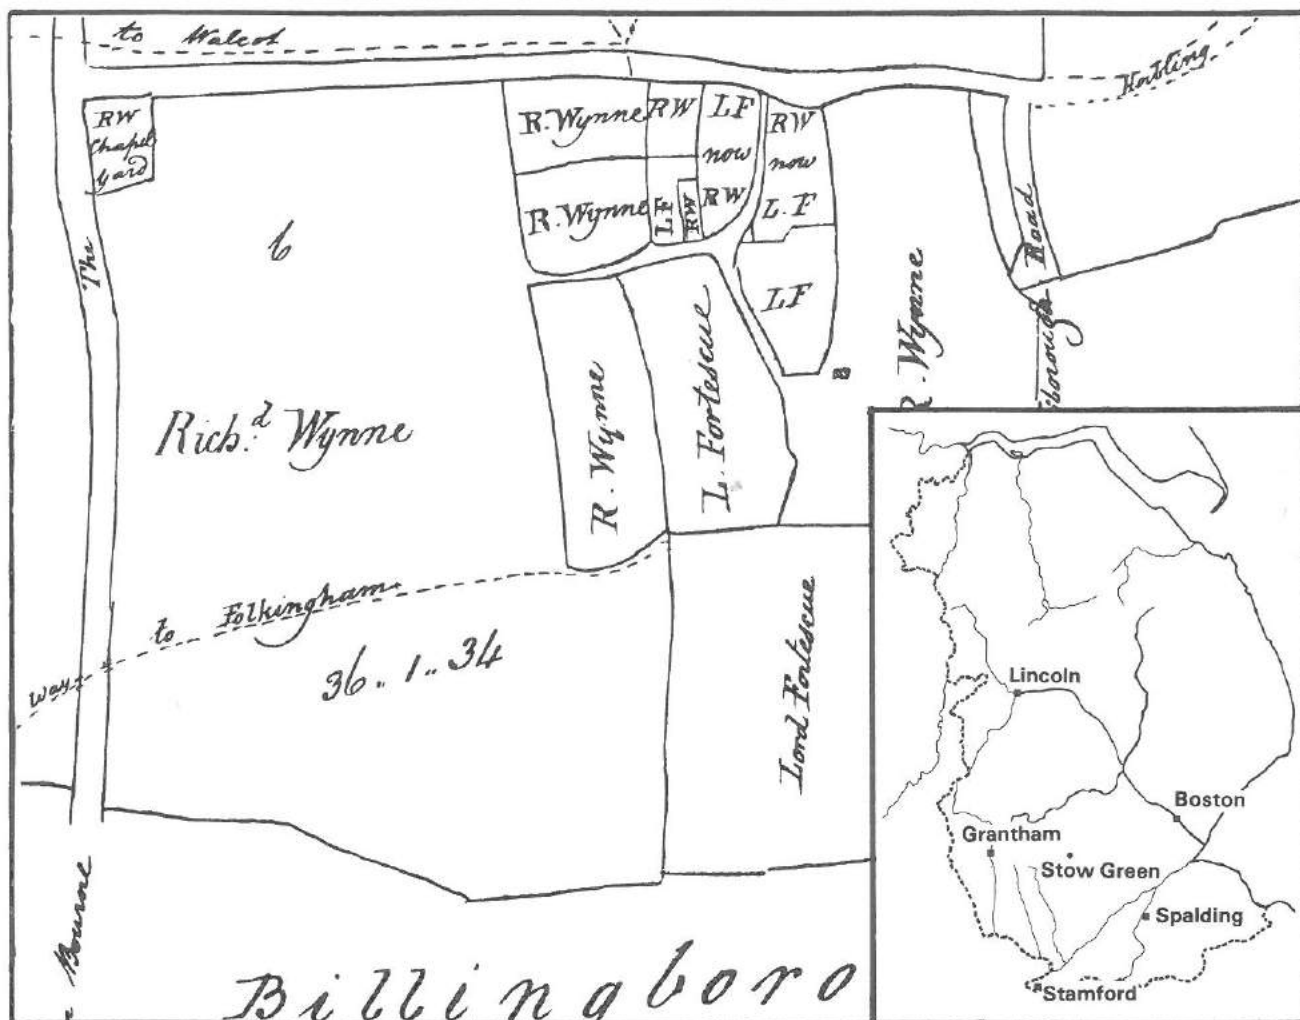 to Walcot
Horbling
RW
Chapel
Yard
R. Wynne
RW
LF
now
RW
RW
now
L.F
R. Wynne
LF
RW
LF
The
Road
6
Rich.d Wynne
R. Wynne
L. Fortescue
R. Wynne
way to Folkingham
36.. 1.. 34
Lord Fortescue
Bourne
Billingboro
Lincoln
Boston
Grantham
Stow Green
Spalding
Stamford